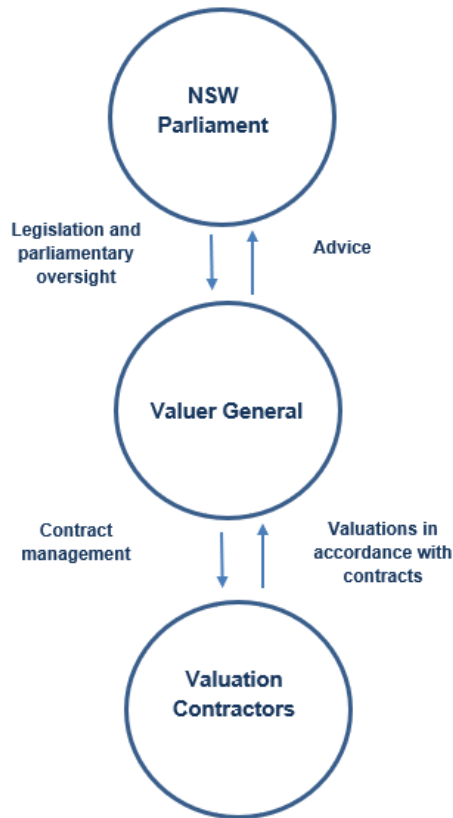 NSW
Parliament
Legislation and
parliamentary
oversight
Advice
Valuer General
Contract
management
Valuations in
accordance with
contracts
Valuation
Contractors